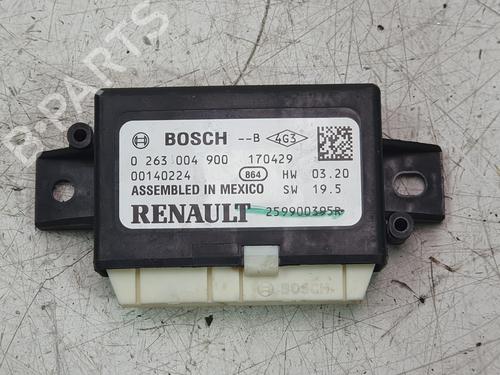 BOSCH --B 4G3
0 263 004 900 170429
00140224 864 HW 03.20
ASSEMBLED IN MEXICO SW 19.5
RENAULT 259900395R
BOSCH
B-PARTS